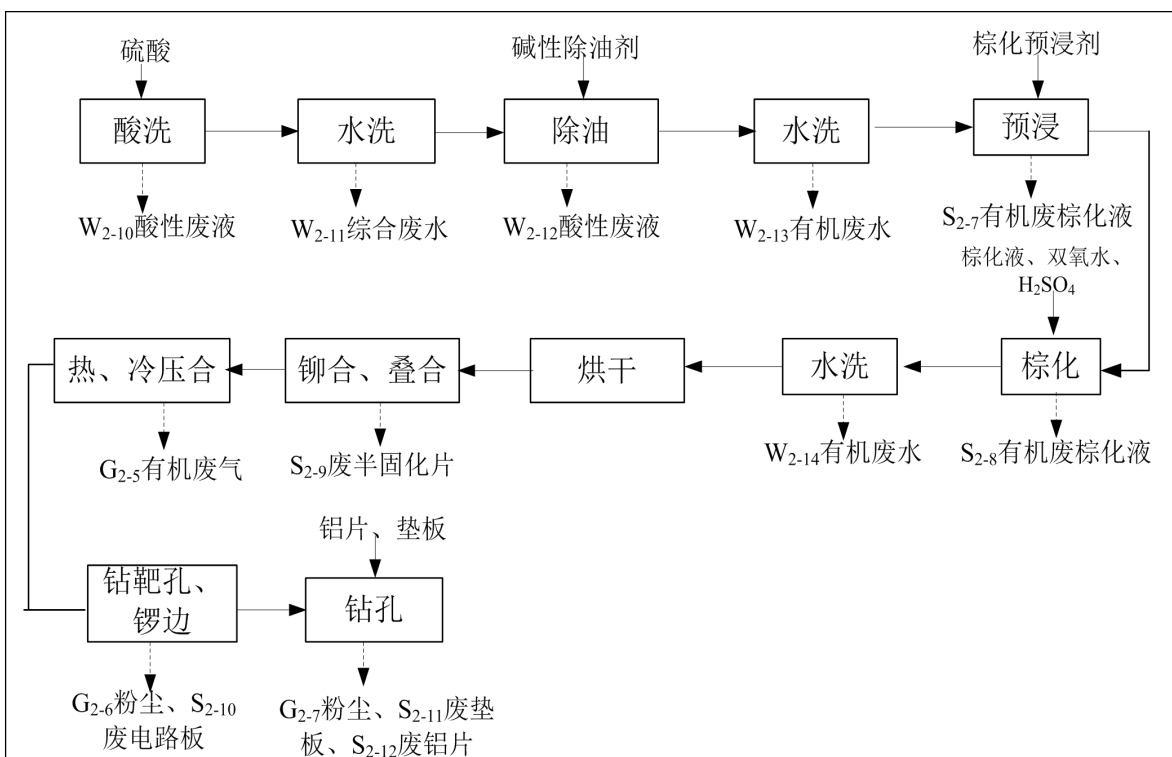 硫酸
碱性除油剂
棕化预浸剂
酸洗
水洗
除油
水洗
预浸
W₂₋₁₀酸性废液
W₂₋₁₁综合废水
W₂₋₁₂酸性废液
W₂₋₁₃有机废水
S₂₋₇有机废棕化液
棕化液、双氧水、
H₂SO₄
热、冷压合
铆合、叠合
烘干
水洗
棕化
G₂₋₅有机废气
S₂₋₉废半固化片
W₂₋₁₄有机废水
S₂₋₈有机废棕化液
铝片、垫板
钻靶孔、
锣边
钻孔
G₂₋₆粉尘、S₂₋₁₀
废电路板
G₂₋₇粉尘、S₂₋₁₁废垫
板、S₂₋₁₂废铝片